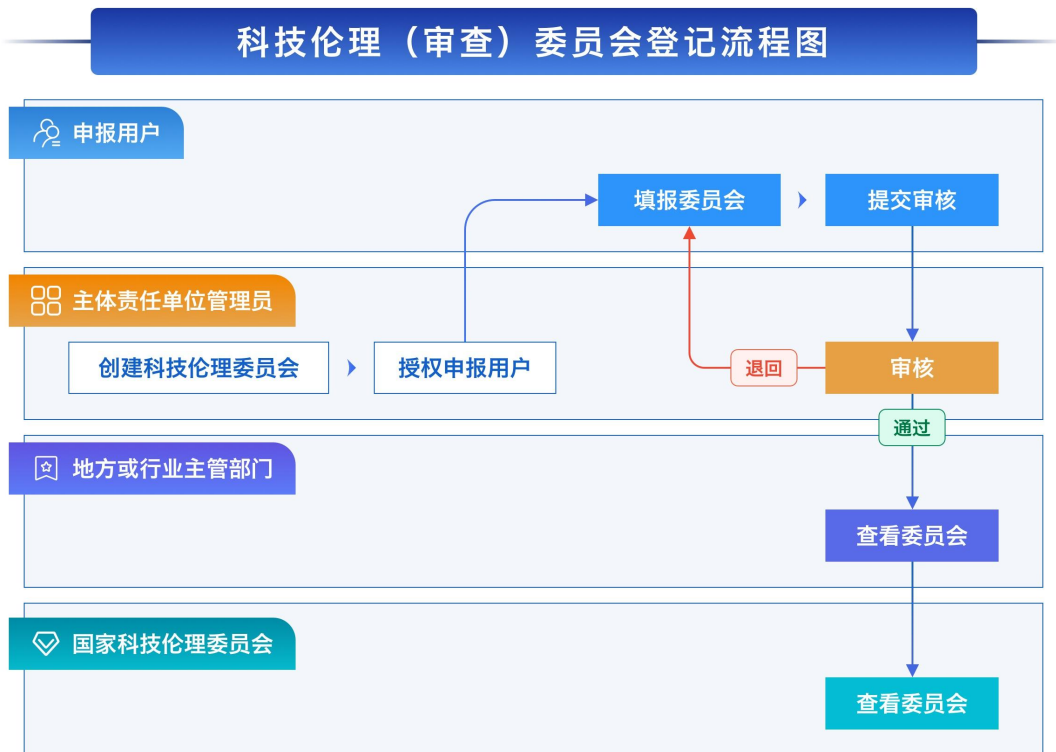 科技伦理（审查）委员会登记流程图
申报用户
填报委员会
提交审核
主体责任单位管理员
创建科技伦理委员会
授权申报用户
退回
审核
通过
地方或行业主管部门
查看委员会
国家科技伦理委员会
查看委员会